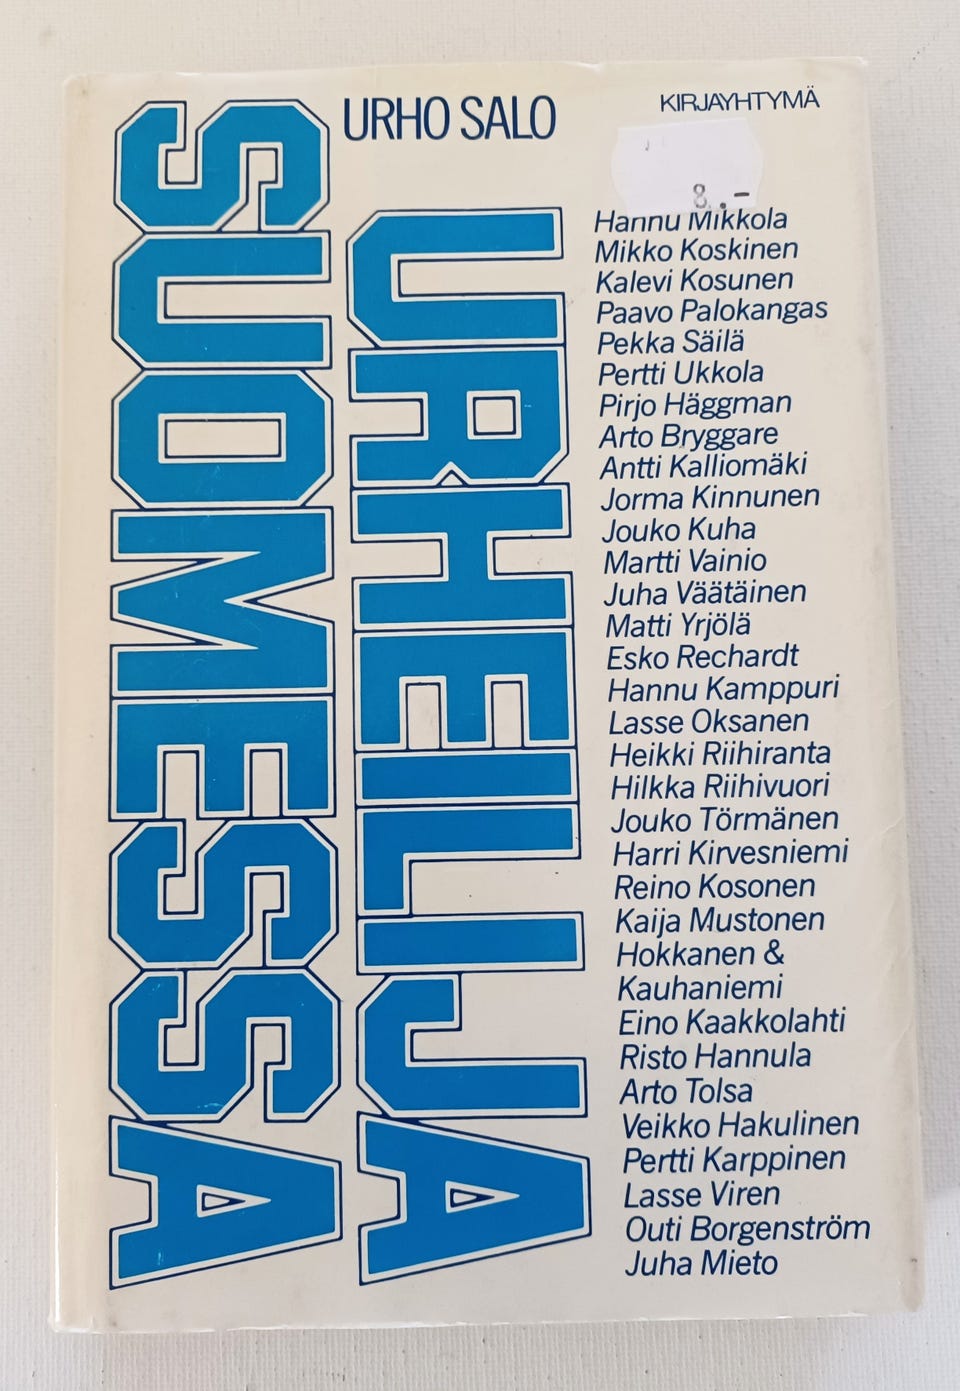 URHO SALO
KIRJAYHTYMÄ
8.-
URHEILIJA
SUOMESSA
Hannu Mikkola
Mikko Koskinen
Kalevi Kosunen
Paavo Palokangas
Pekka Säilä
Pertti Ukkola
Pirjo Häggman
Arto Bryggare
Antti Kalliomäki
Jorma Kinnunen
Jouko Kuha
Martti Vainio
Juha Väätäinen
Matti Yrjölä
Esko Rechardt
Hannu Kamppuri
Lasse Oksanen
Heikki Riihiranta
Hilkka Riihivuori
Jouko Törmänen
Harri Kirvesniemi
Reino Kosonen
Kaija Mustonen
Hokkanen &
Kauhaniemi
Eino Kaakkolahti
Risto Hannula
Arto Tolsa
Veikko Hakulinen
Pertti Karppinen
Lasse Viren
Outi Borgenström
Juha Mieto